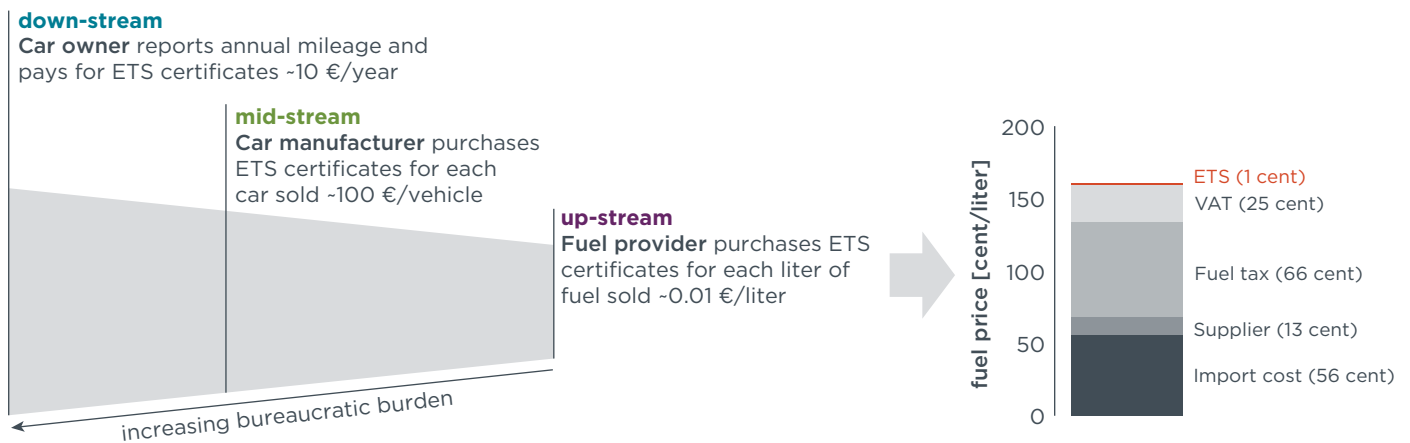 down-stream
Car owner reports annual mileage and
pays for ETS certificates ~10 €/year
mid-stream
Car manufacturer purchases
ETS certificates for each
car sold ~100 €/vehicle
up-stream
Fuel provider purchases ETS
certificates for each liter of
fuel sold ~0.01 €/liter
increasing bureaucratic burden
fuel price [cent/liter]
200
150
100
50
0
ETS (1 cent)
VAT (25 cent)
Fuel tax (66 cent)
Supplier (13 cent)
Import cost (56 cent)